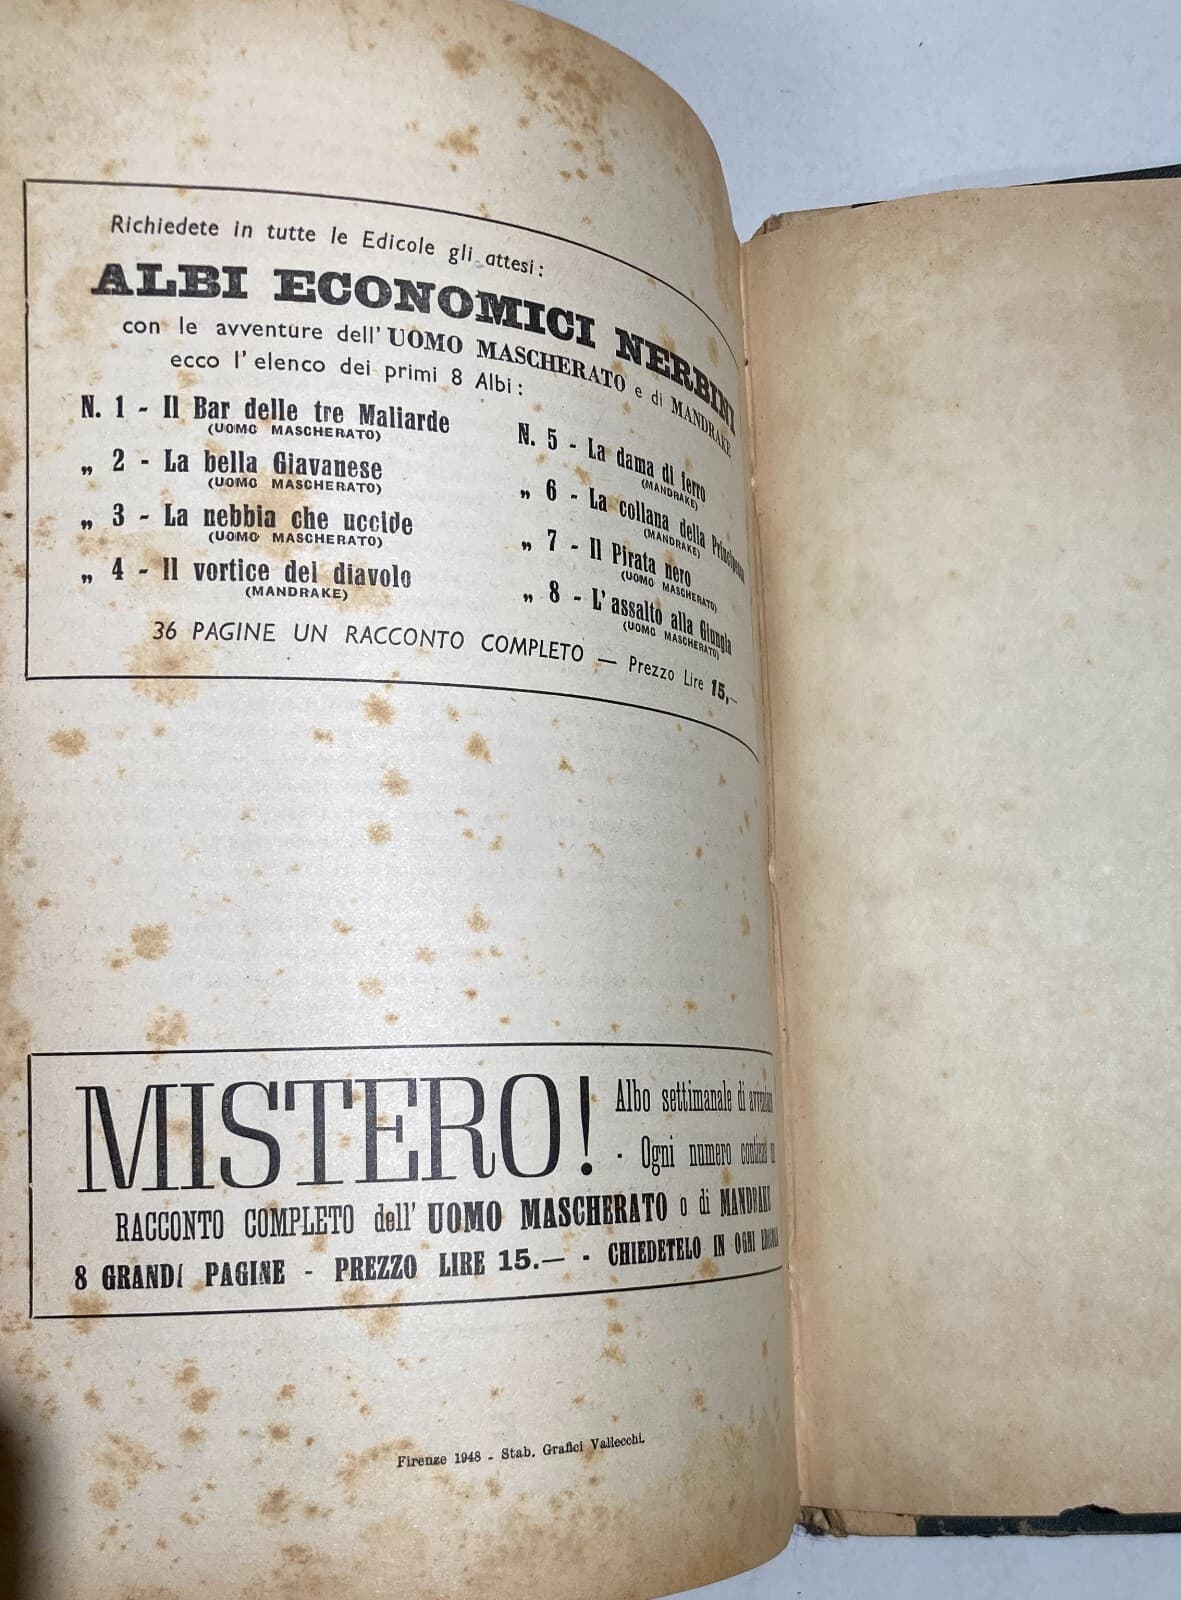 Richiedete in tutte le Edicole gli attesi:
ALBI ECONOMICI NERBINI
con le avventure dell' UOMO MASCHERATO e di MANDRAKE
ecco l' elenco dei primi 8 Albi:
N. 1 - Il Bar delle tre Maliarde
(UOMO MASCHERATO)
„ 2 - La bella Giavanese
(UOMO MASCHERATO)
„ 3 - La nebbia che uccide
(UOMO MASCHERATO)
„ 4 - Il vortice del diavolo
(MANDRAKE)
N. 5 - La dama di ferro
(MANDRAKE)
„ 6 - La collana della Principessa
(MANDRAKE)
„ 7 - Il Pirata nero
(UOMO MASCHERATO)
„ 8 - L' assalto alla Giungla
(UOMO MASCHERATO)
36 PAGINE UN RACCONTO COMPLETO — Prezzo Lire 15,-
MISTERO! Albo settimanale di
- Ogni numero contiene un
RACCONTO COMPLETO dell' UOMO MASCHERATO o di
8 GRANDI PAGINE - PREZZO LIRE 15.— - CHIEDETELO IN OGNI EDICOLA
Firenze 1948 - Stab. Grafici Vallecchi.